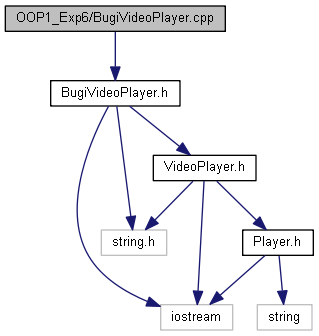 OOP1_Exp6/BugiVideoPlayer.cpp
BugiVideoPlayer.h
VideoPlayer.h
string.h
Player.h
iostream
string